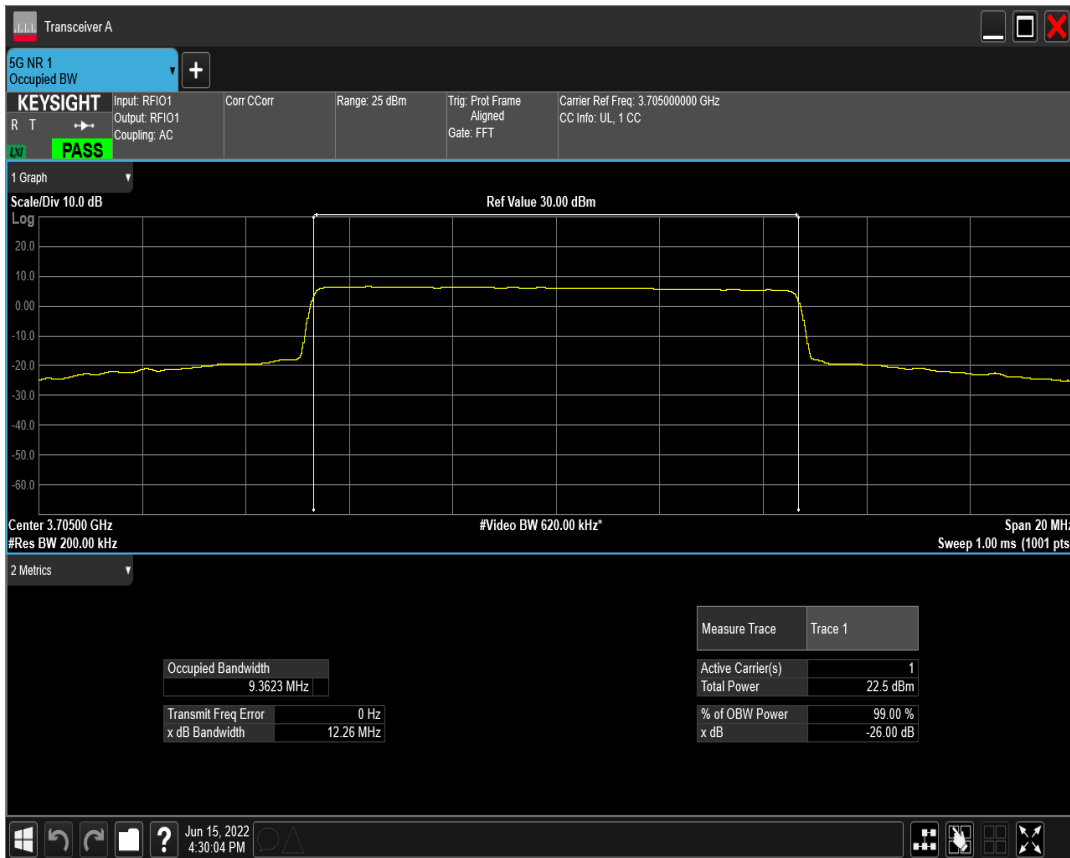 Transceiver A
5G NR 1
Occupied BW
+
KEYSIGHT
R T
LXI
PASS
Input: RFIO1
Output: RFIO1
Coupling: AC
Corr CCorr
Range: 25 dBm
Trig: Prot Frame
Aligned
Gate: FFT
Carrier Ref Freq: 3.705000000 GHz
CC Info: UL, 1 CC
1 Graph
Scale/Div 10.0 dB
Ref Value 30.00 dBm
Log
20.0
10.0
0.00
-10.0
-20.0
-30.0
-40.0
-50.0
-60.0
Center 3.70500 GHz
#Video BW 620.00 kHz*
Span 20 MHz
#Res BW 200.00 kHz
Sweep 1.00 ms (1001 pts
2 Metrics
Measure Trace Trace 1
Occupied Bandwidth
9.3623 MHz
Active Carrier(s) 1
Total Power 22.5 dBm
Transmit Freq Error 0 Hz
x dB Bandwidth 12.26 MHz
% of OBW Power 99.00 %
x dB -26.00 dB
?
Jun 15, 2022
4:30:04 PM